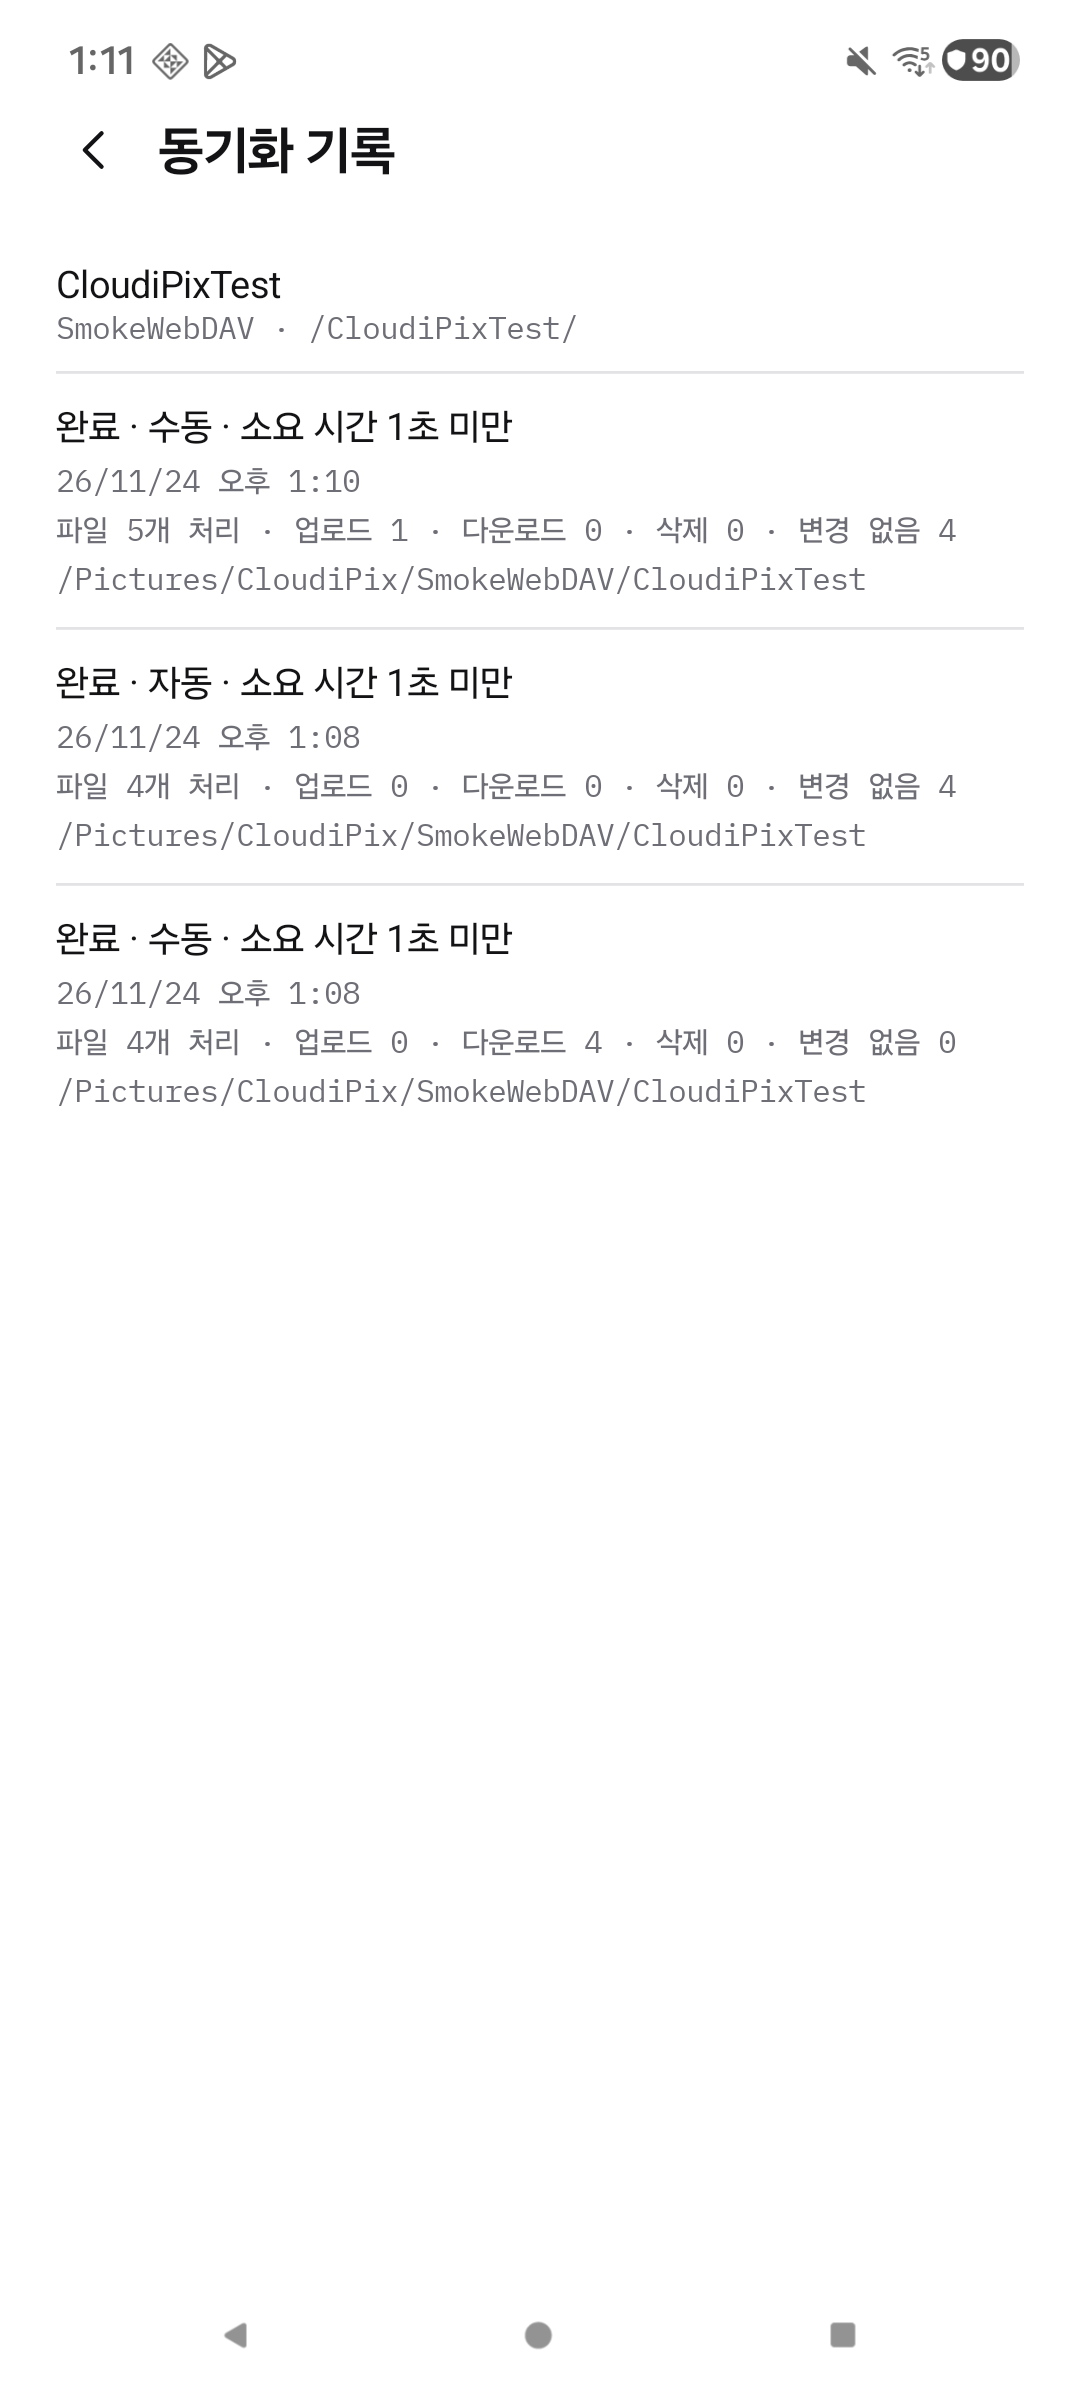 1:11
5
90
동기화 기록
CloudiPixTest
SmokeWebDAV · /CloudiPixTest/
완료 · 수동 · 소요 시간 1초 미만
26/11/24 오후 1:10
파일 5개 처리 · 업로드 1 · 다운로드 0 · 삭제 0 · 변경 없음 4
/Pictures/CloudiPix/SmokeWebDAV/CloudiPixTest
완료 · 자동 · 소요 시간 1초 미만
26/11/24 오후 1:08
파일 4개 처리 · 업로드 0 · 다운로드 0 · 삭제 0 · 변경 없음 4
/Pictures/CloudiPix/SmokeWebDAV/CloudiPixTest
완료 · 수동 · 소요 시간 1초 미만
26/11/24 오후 1:08
파일 4개 처리 · 업로드 0 · 다운로드 4 · 삭제 0 · 변경 없음 0
/Pictures/CloudiPix/SmokeWebDAV/CloudiPixTest